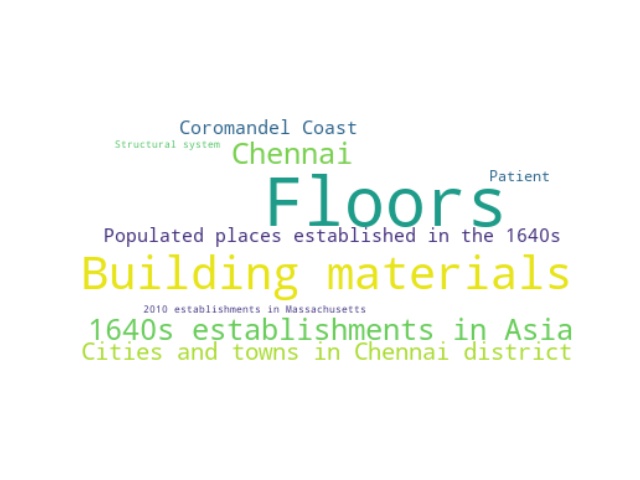 Coromandel Coast
Structural system
Chennai
Patient
Floors
Populated places established in the 1640s
Building materials
2010 establishments in Massachusetts
1640s establishments in Asia
Cities and towns in Chennai district